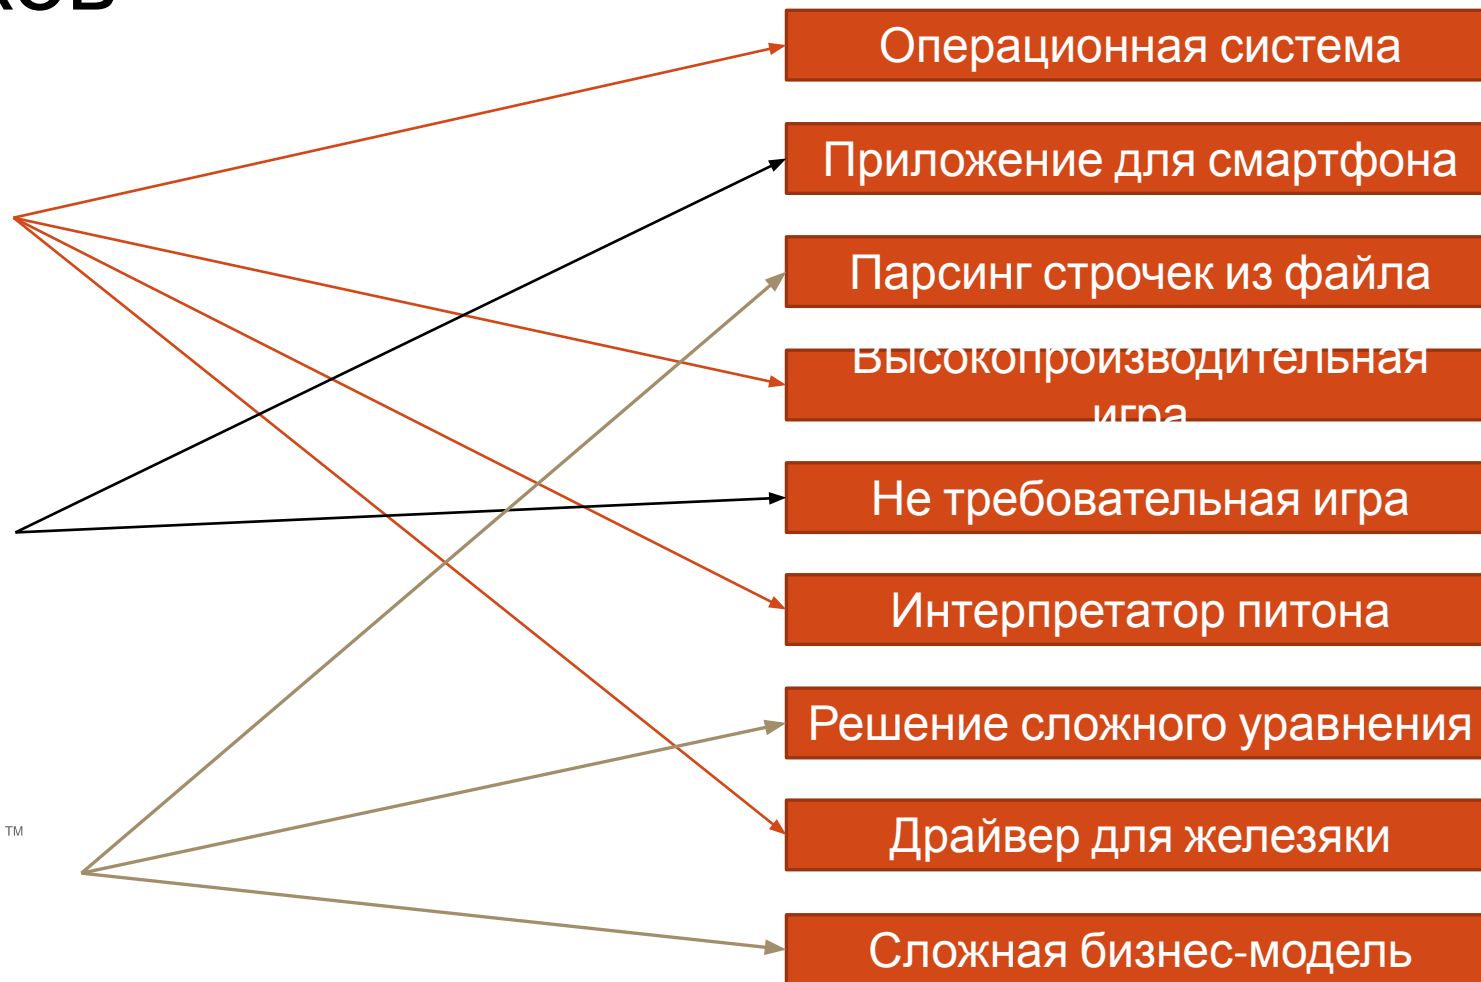 Операционная система
Приложение для смартфона
Парсинг строчек из файла
Высокопроизводительная
игра
Не требовательная игра
Интерпретатор питона
Решение сложного уравнения
TM
Драйвер для железяки
Сложная бизнес-модель